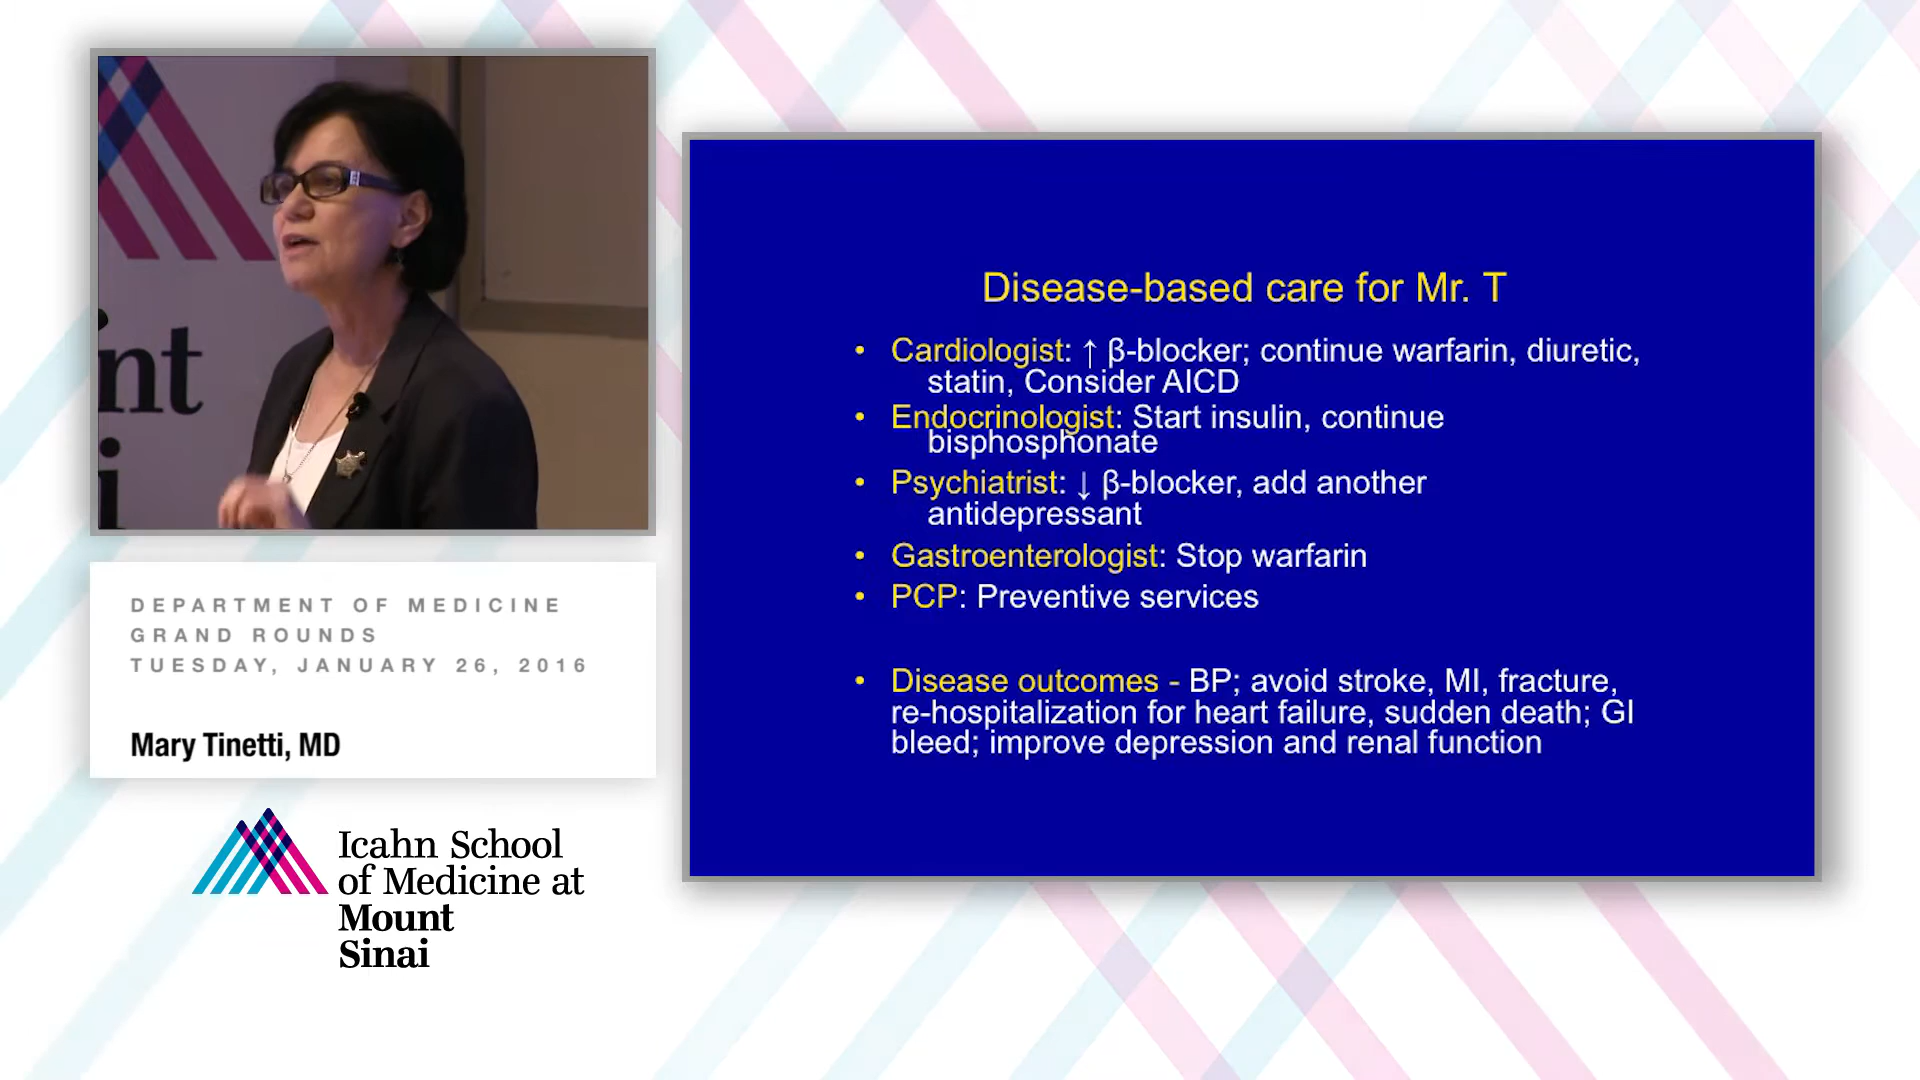 nt
i
DEPARTMENT OF MEDICINE
GRAND ROUNDS
TUESDAY, JANUARY 26, 2016
Mary Tinetti, MD
Icahn School
of Medicine at
Mount
Sinai
Disease-based care for Mr. T
• Cardiologist: ↑ β-blocker; continue warfarin, diuretic,
statin, Consider AICD
• Endocrinologist: Start insulin, continue
bisphosphonate
• Psychiatrist: ↓ β-blocker, add another
antidepressant
• Gastroenterologist: Stop warfarin
• PCP: Preventive services
• Disease outcomes - BP; avoid stroke, MI, fracture,
re-hospitalization for heart failure, sudden death; GI
bleed; improve depression and renal function